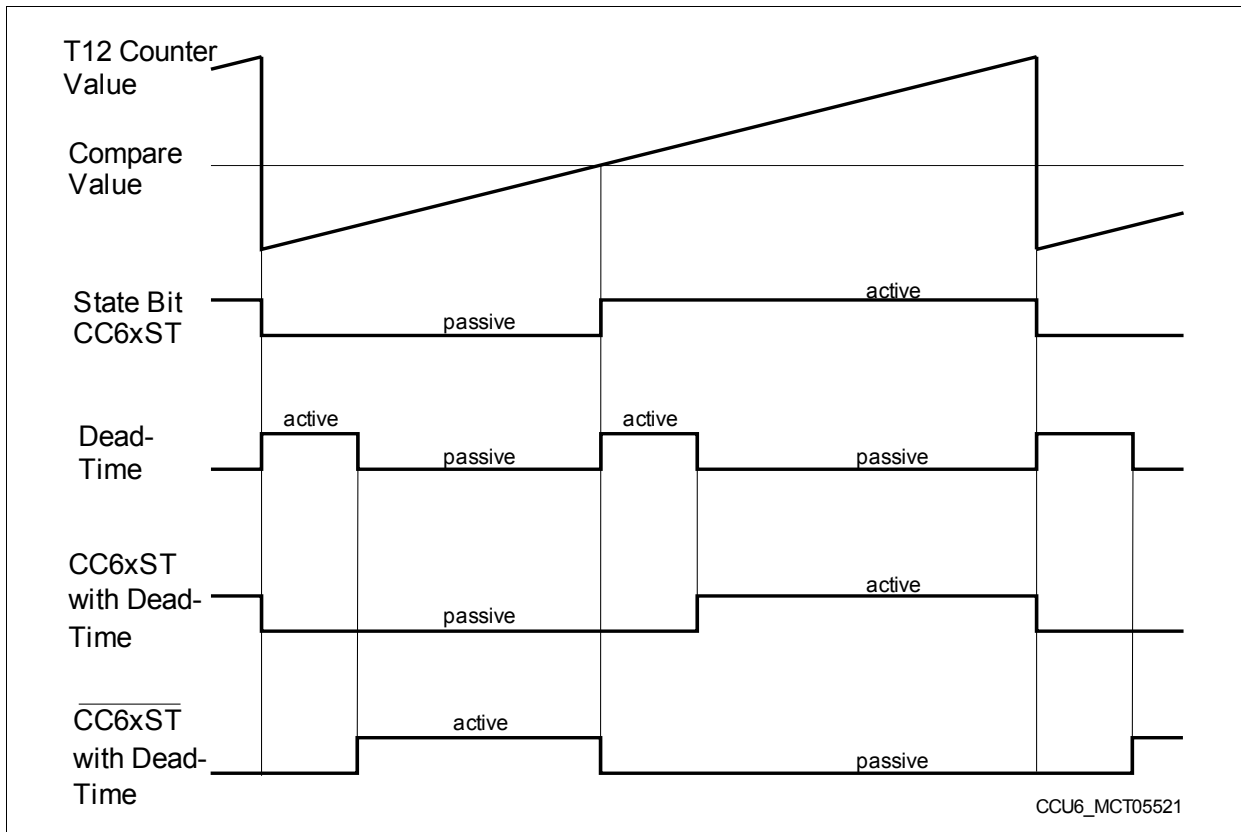 T12 Counter
Value
Compare
Value
State Bit
CC6xST
passive
active
Dead-
Time
active
passive
active
passive
CC6xST
with Dead-
Time
passive
active
CC6xST
with Dead-
Time
active
passive
CCU6_MCT05521